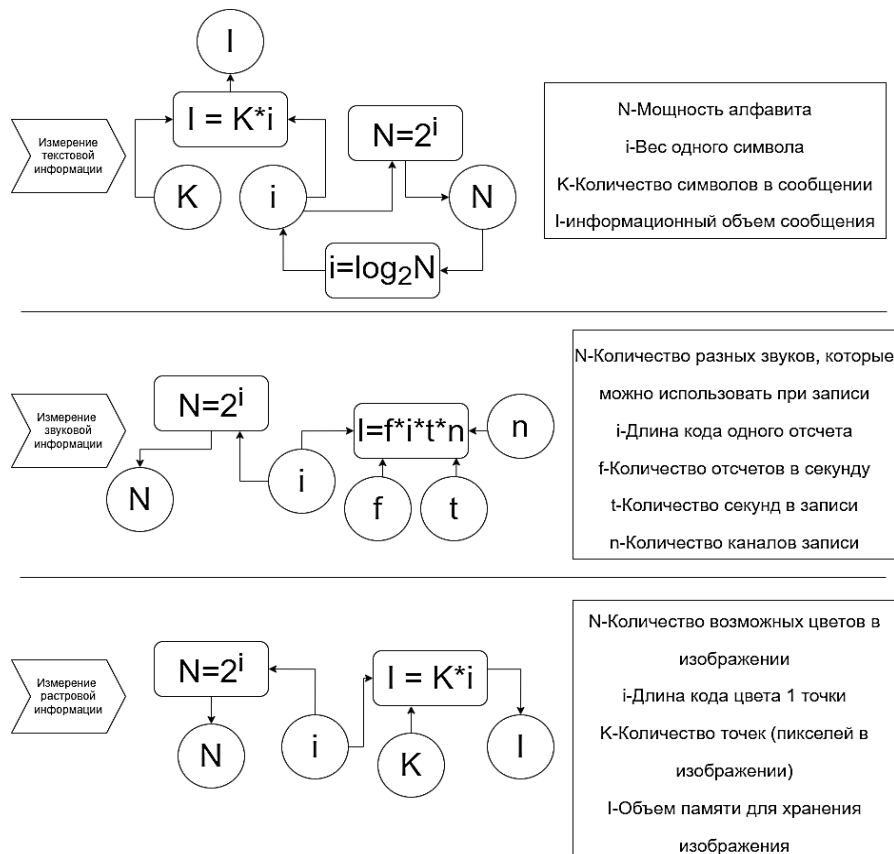 I
I = K*i
N=2^i
Измерение
текстовой
информации
K
i
N
i=log₂N
N-Мощность алфавита
i-Вес одного символа
K-Количество символов в сообщении
I-информационный объем сообщения
Измерение
звуковой
информации
N=2^i
I=f*i*t*n
n
N
i
f
t
N-Количество разных звуков, которые
можно использовать при записи
i-Длина кода одного отсчета
f-Количество отсчетов в секунду
t-Количество секунд в записи
n-Количество каналов записи
Измерение
растровой
информации
N=2^i
I = K*i
N
i
K
I
N-Количество возможных цветов в
изображении
i-Длина кода цвета 1 точки
K-Количество точек (пикселей в
изображении)
I-Объем памяти для хранения
изображения